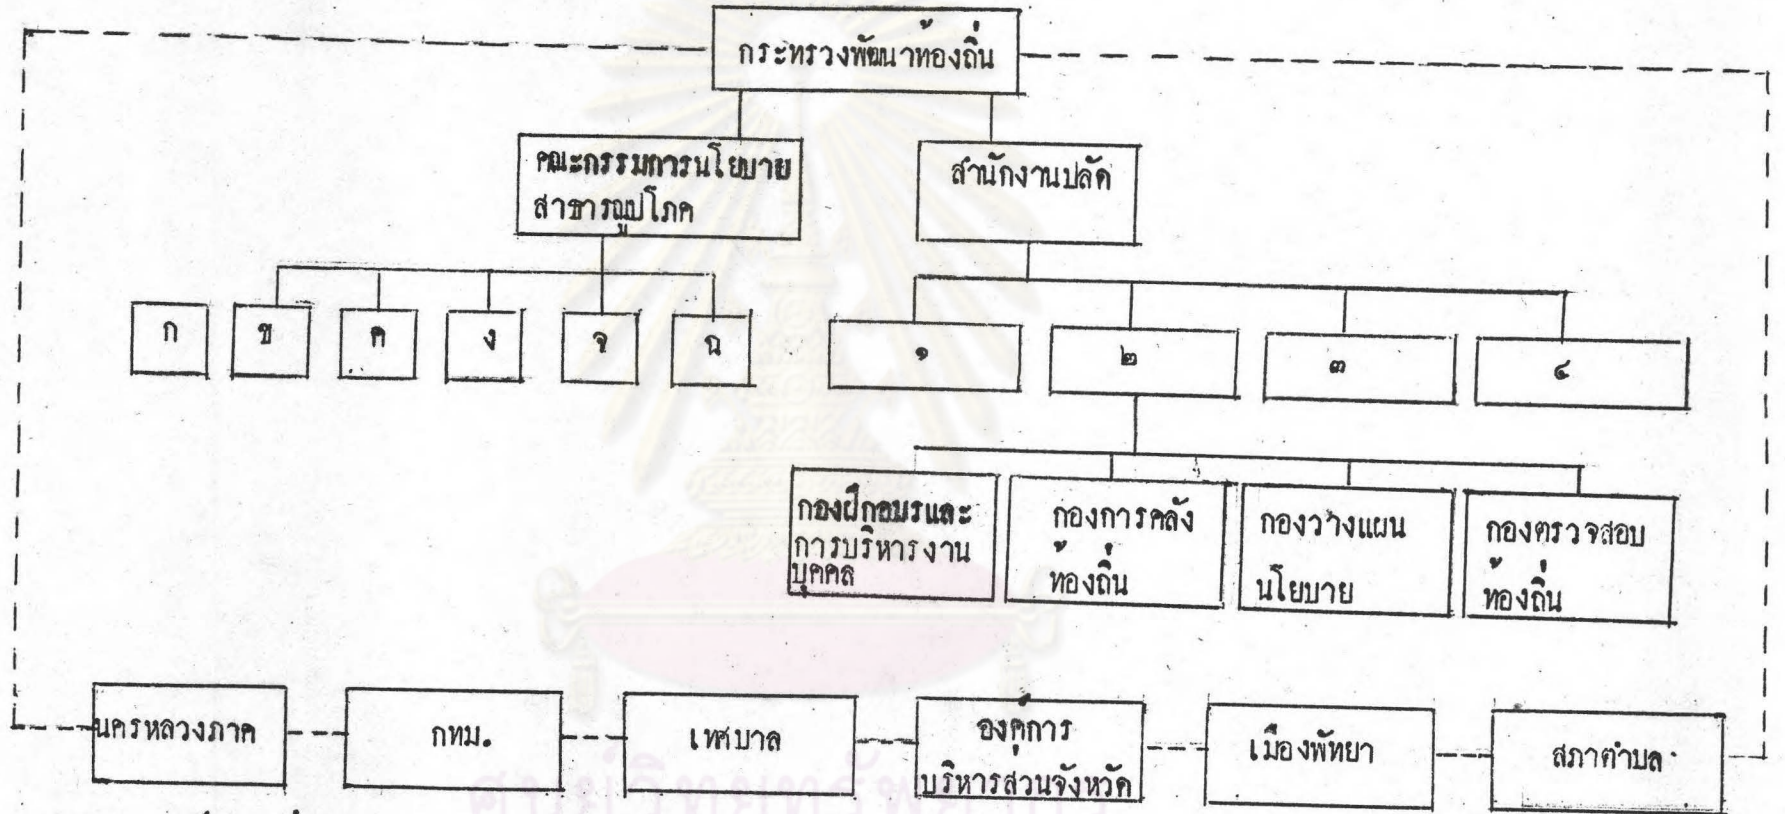 กระทรวงพัฒนาท้องถิ่น
คณะกรรมการนโยบาย
สาธารณูปโภค
สำนักงานปลัด
ก
ข
ค
ง
จ
ฉ
๑
๒
๓
๔
กองฝึกอบรมและ
การบริหารงาน
บุคคล
กองการคลัง
ท้องถิ่น
กองวางแผน
นโยบาย
กองตรวจสอบ
ท้องถิ่น
นครหลวงภาค
กทม.
เทศบาล
องค์การ
บริหารส่วนจังหวัด
เมืองพัทยา
สภาตำบล